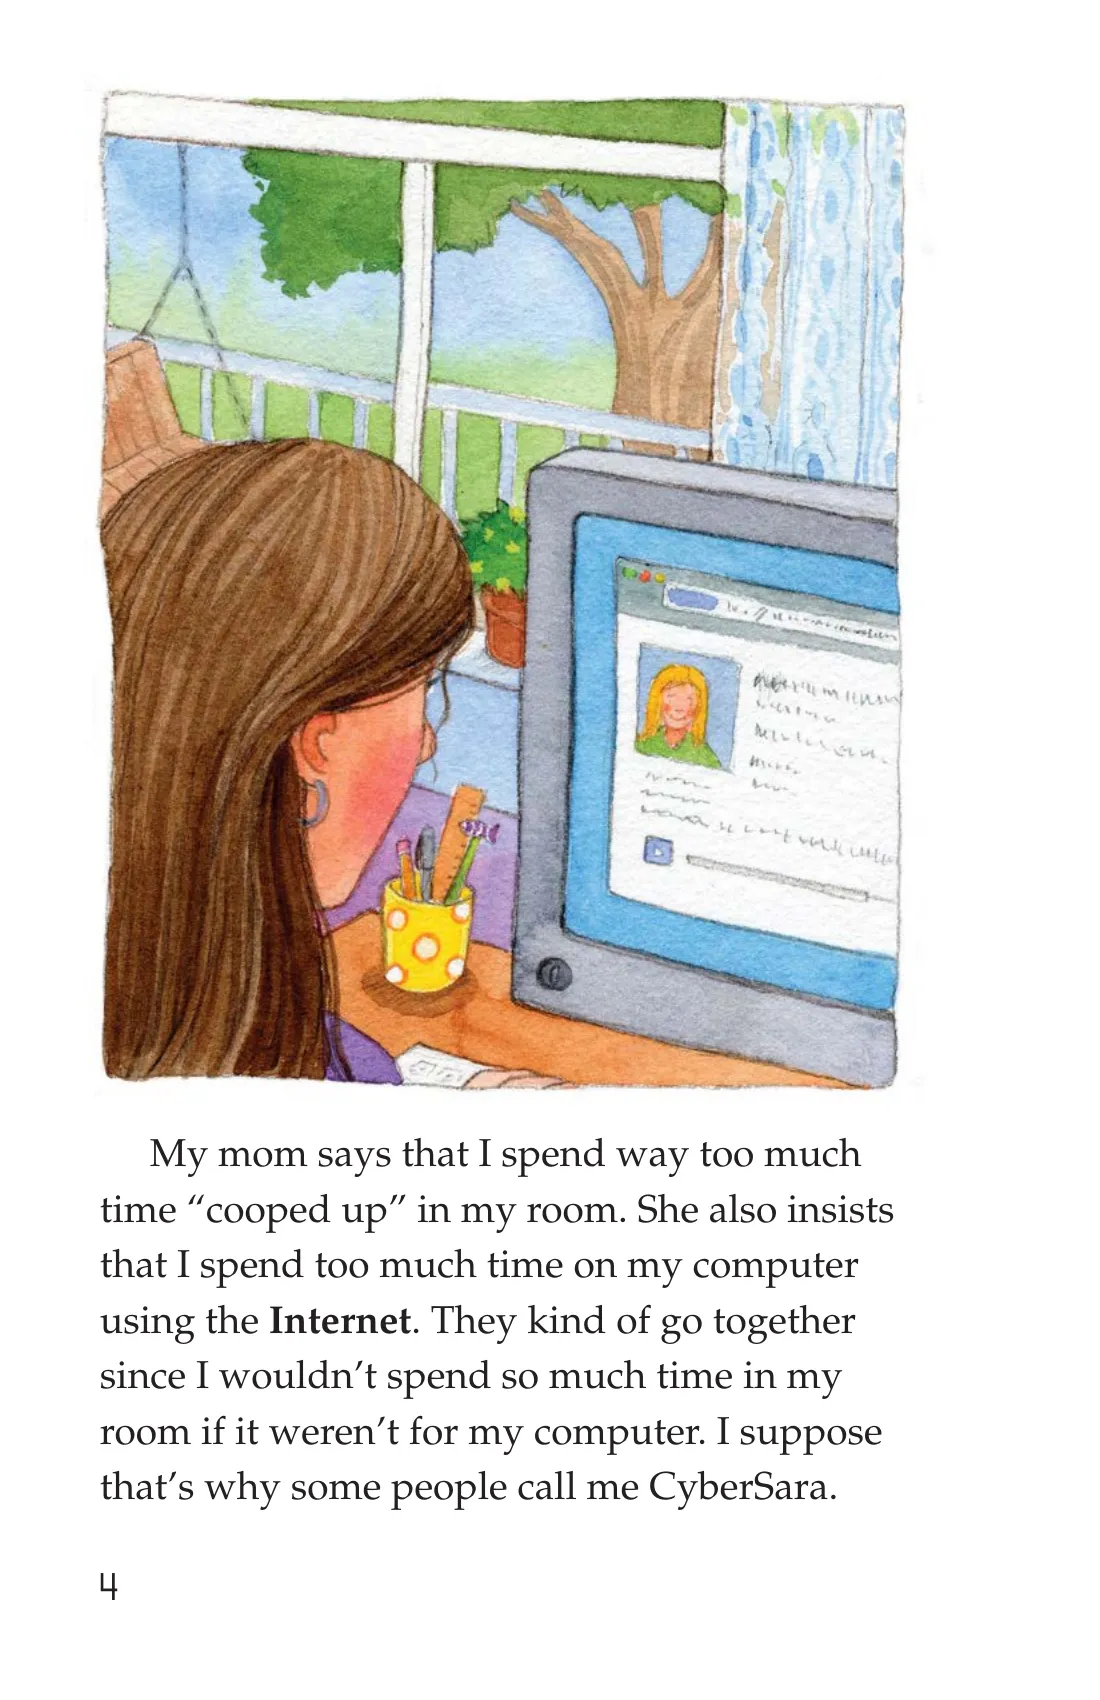 My mom says that I spend way too much
time “cooped up” in my room. She also insists
that I spend too much time on my computer
using the Internet. They kind of go together
since I wouldn’t spend so much time in my
room if it weren’t for my computer. I suppose
that’s why some people call me CyberSara.
4